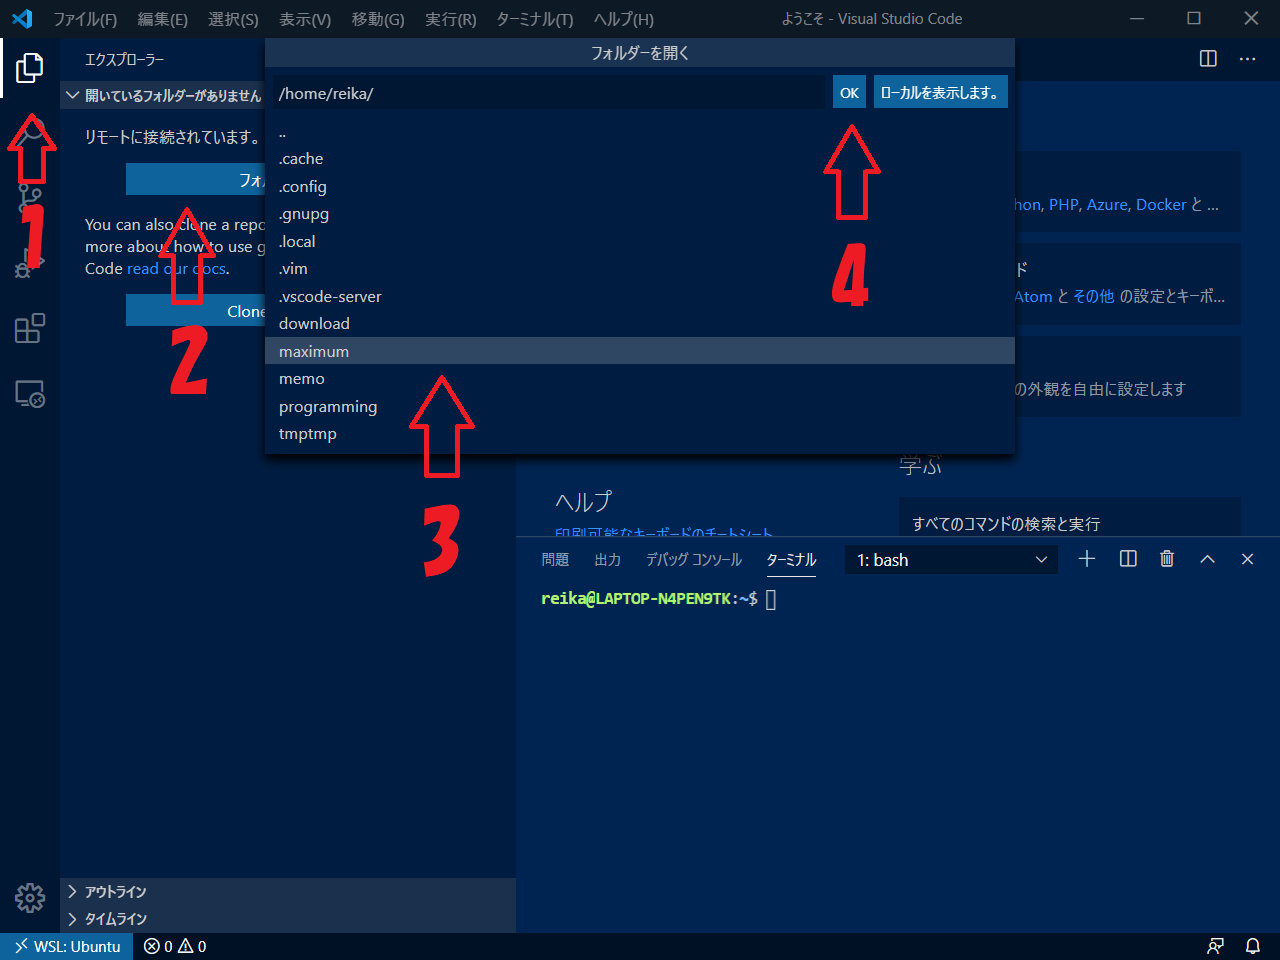 ファイル(F) 編集(E) 選択(S) 表示(V) 移動(G) 実行(R) ターミナル(T) ヘルプ(H) ようこそ - Visual Studio Code
エクスプローラー
フォルダーを開く
開いているフォルダーがありません
/home/reika/
OK
ローカルを表示します。
リモートに接続されています。
フォ
You can also clone a repo
more about how to use g
Code read our docs.
Clone
..
.cache
.config
.gnupg
.local
.vim
.vscode-server
download
maximum
memo
programming
tmptmp
1
2
3
4
hon, PHP, Azure, Docker と ...
ド
Atom と その他 の設定とキーボ...
の外観を自由に設定します
学ぶ
ヘルプ
すべてのコマンドの検索と実行
印刷可能なキーボードのチートシート
問題 出力 デバッグ コンソール ターミナル 1: bash
reika@LAPTOP-N4PEN9TK:~$
アウトライン
タイムライン
WSL: Ubuntu 0 0